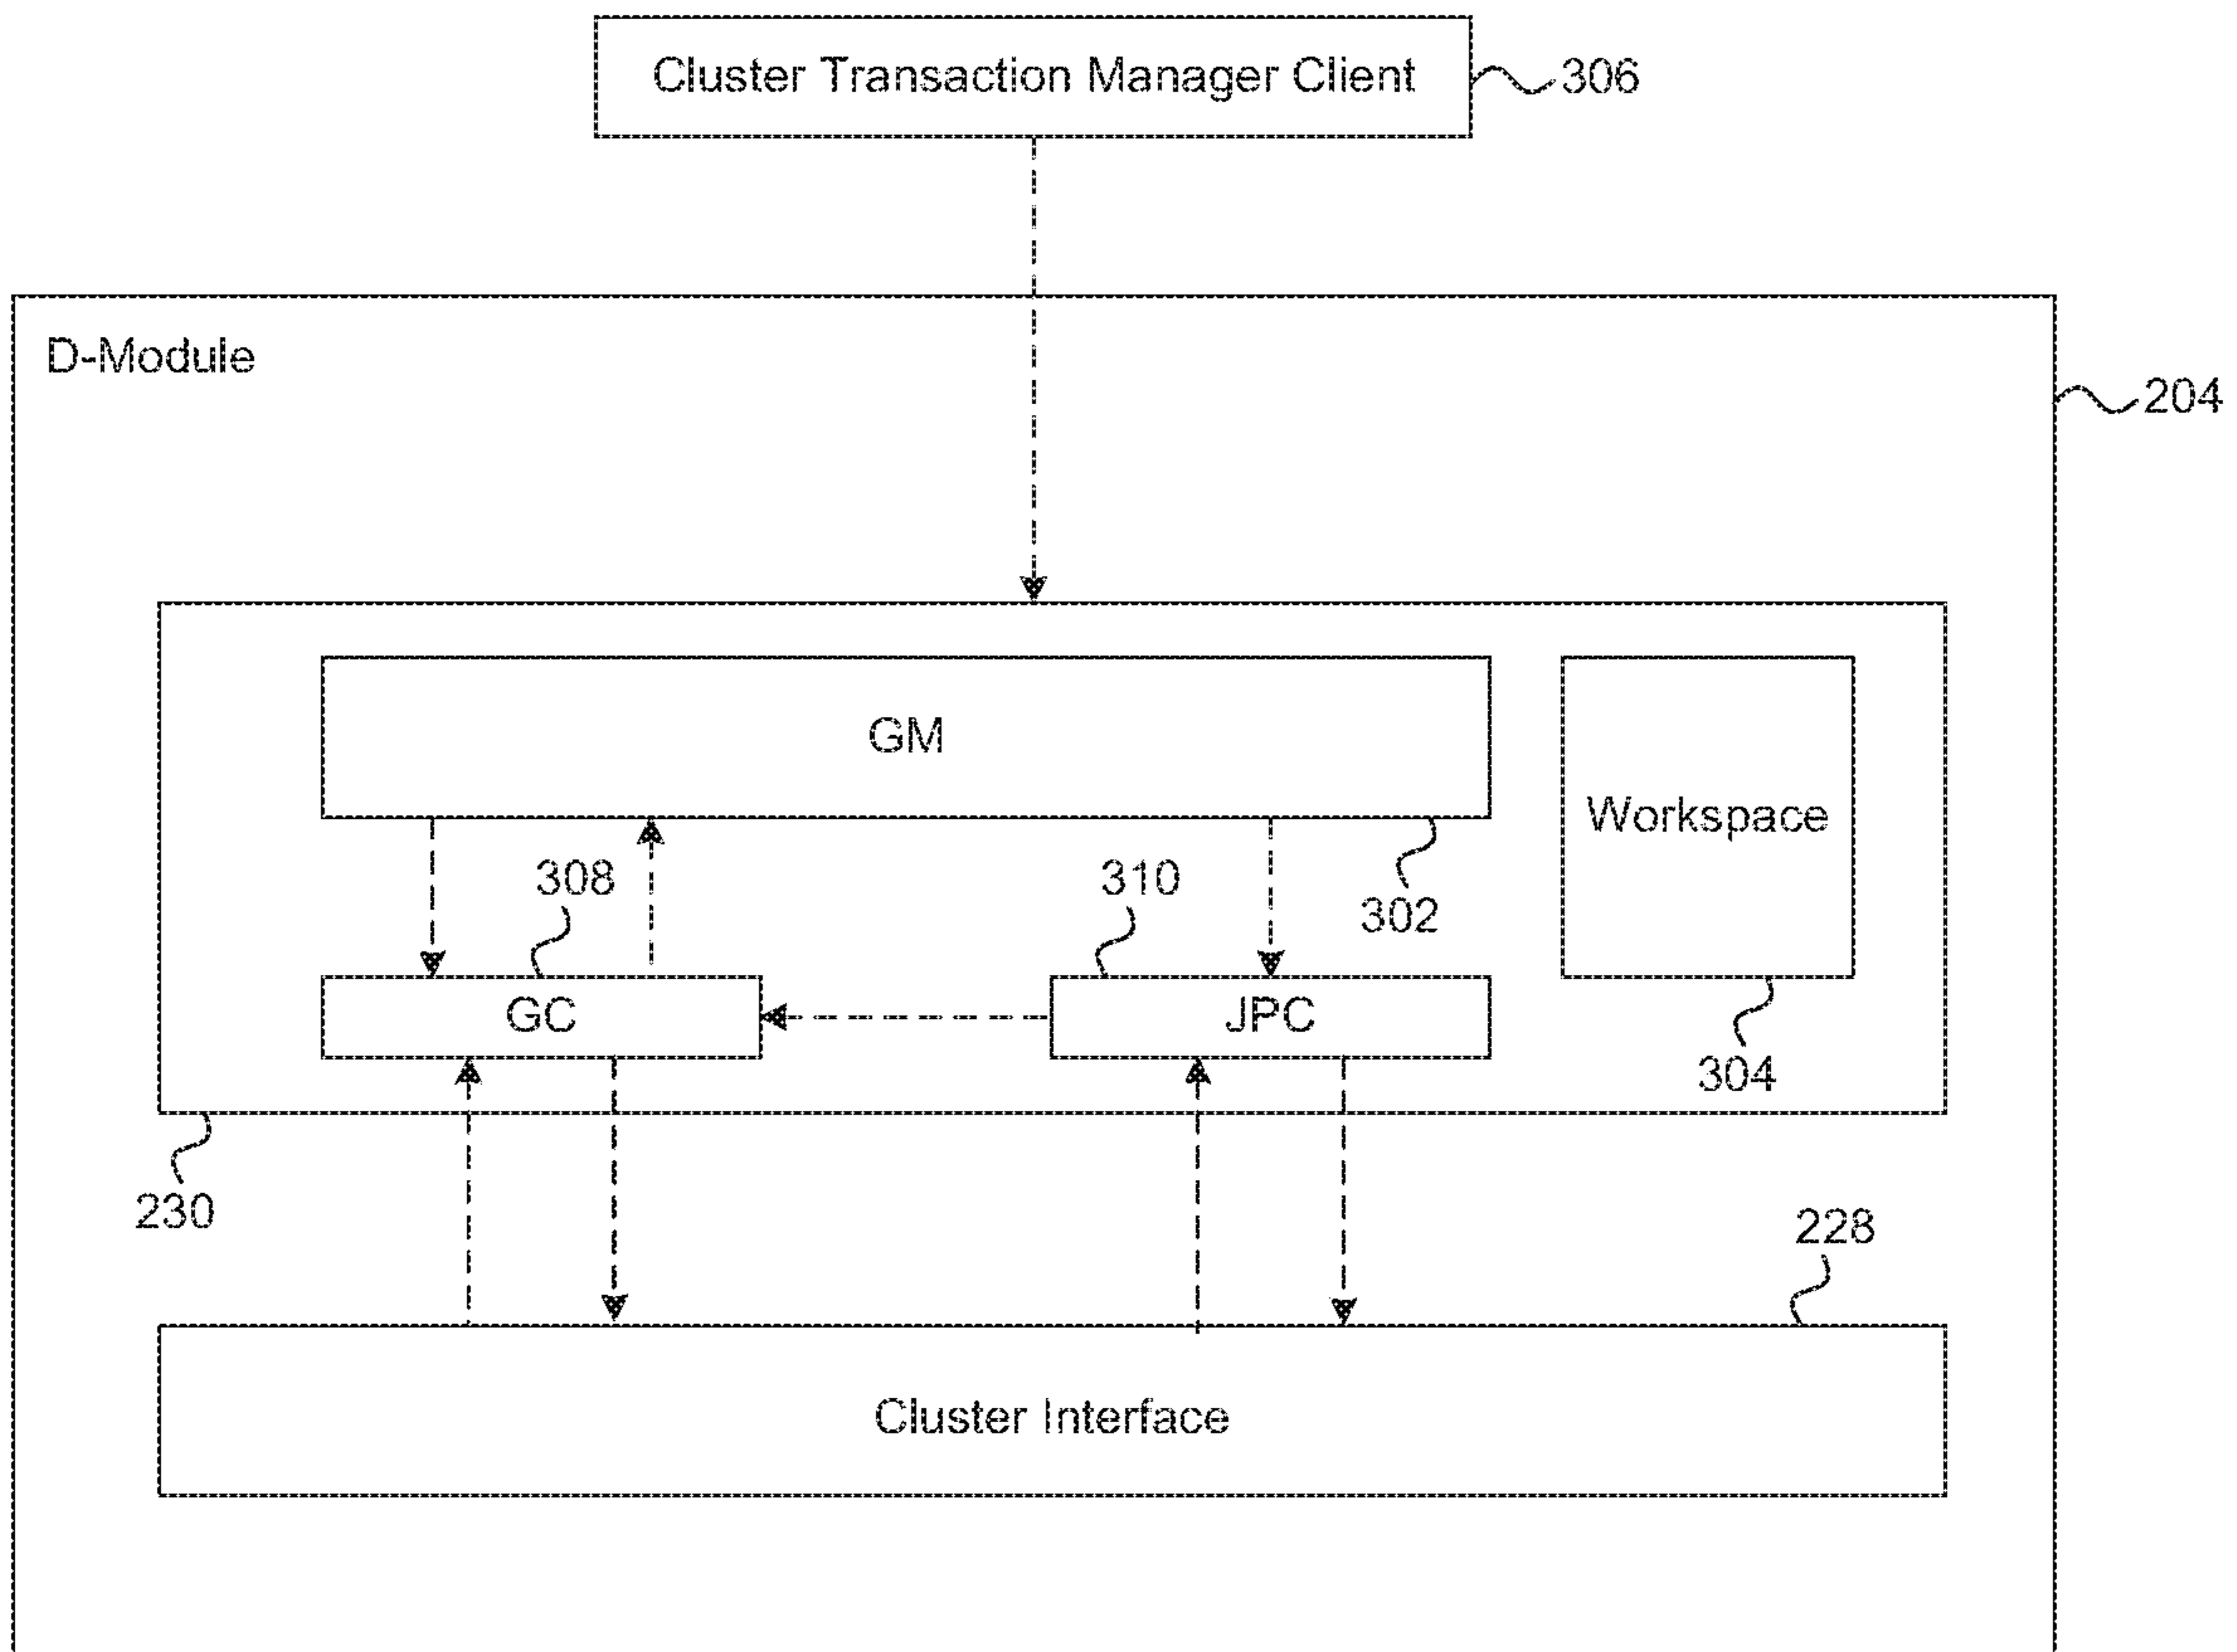 Cluster Transaction Manager Client
306
D-Module
204
GM
Workspace
308
310
302
GC
JPC
304
230
228
Cluster Interface